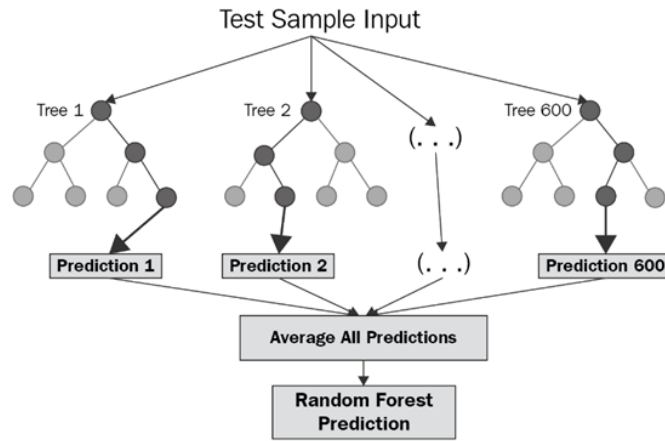 Test Sample Input
Tree 1
Tree 2
Tree 600
(. . .)
Prediction 1
Prediction 2
(. . .)
Prediction 600
Average All Predictions
Random Forest
Prediction